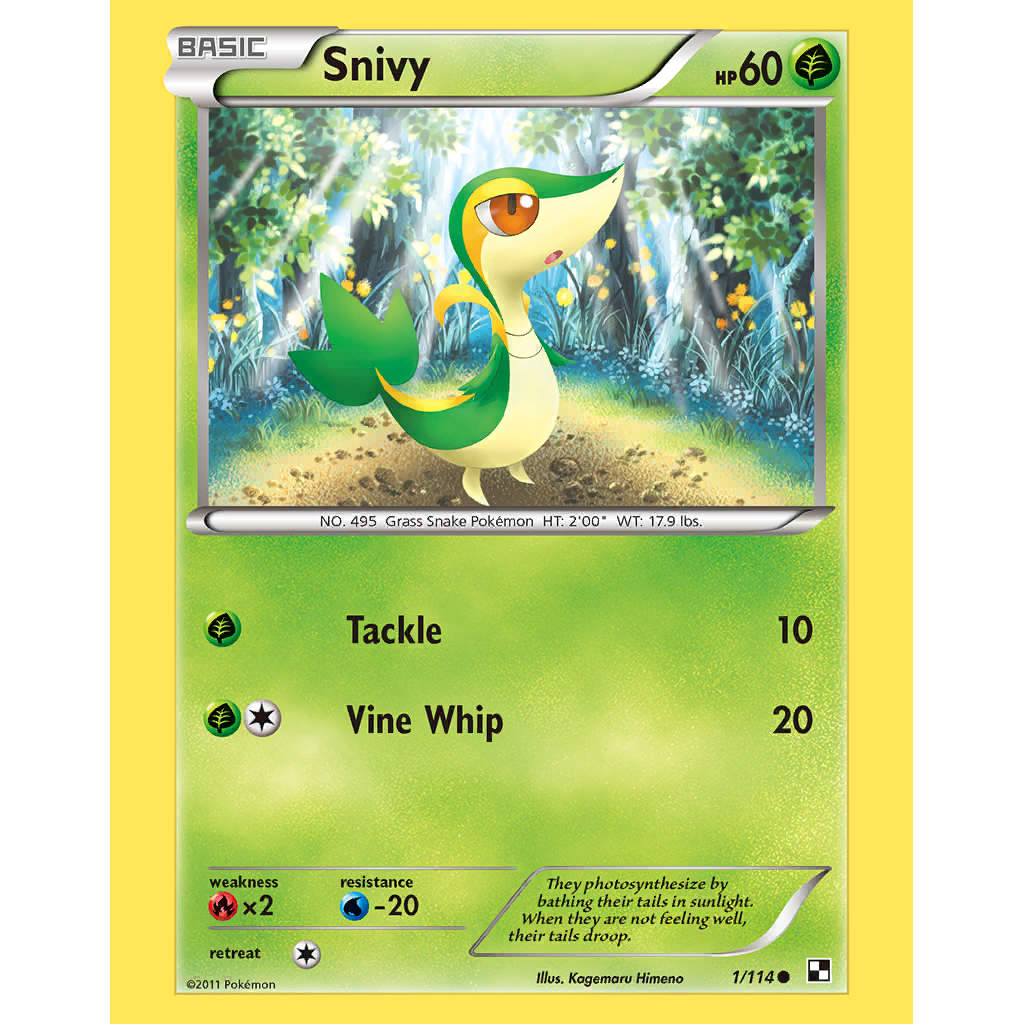 BASIC Snivy HP60
NO. 495 Grass Snake Pokémon HT: 2'00" WT: 17.9 lbs.
Tackle 10
Vine Whip 20
weakness resistance
×2 -20
They photosynthesize by
bathing their tails in sunlight.
When they are not feeling well,
their tails droop.
retreat
Illus. Kagemaru Himeno 1/114
©2011 Pokémon